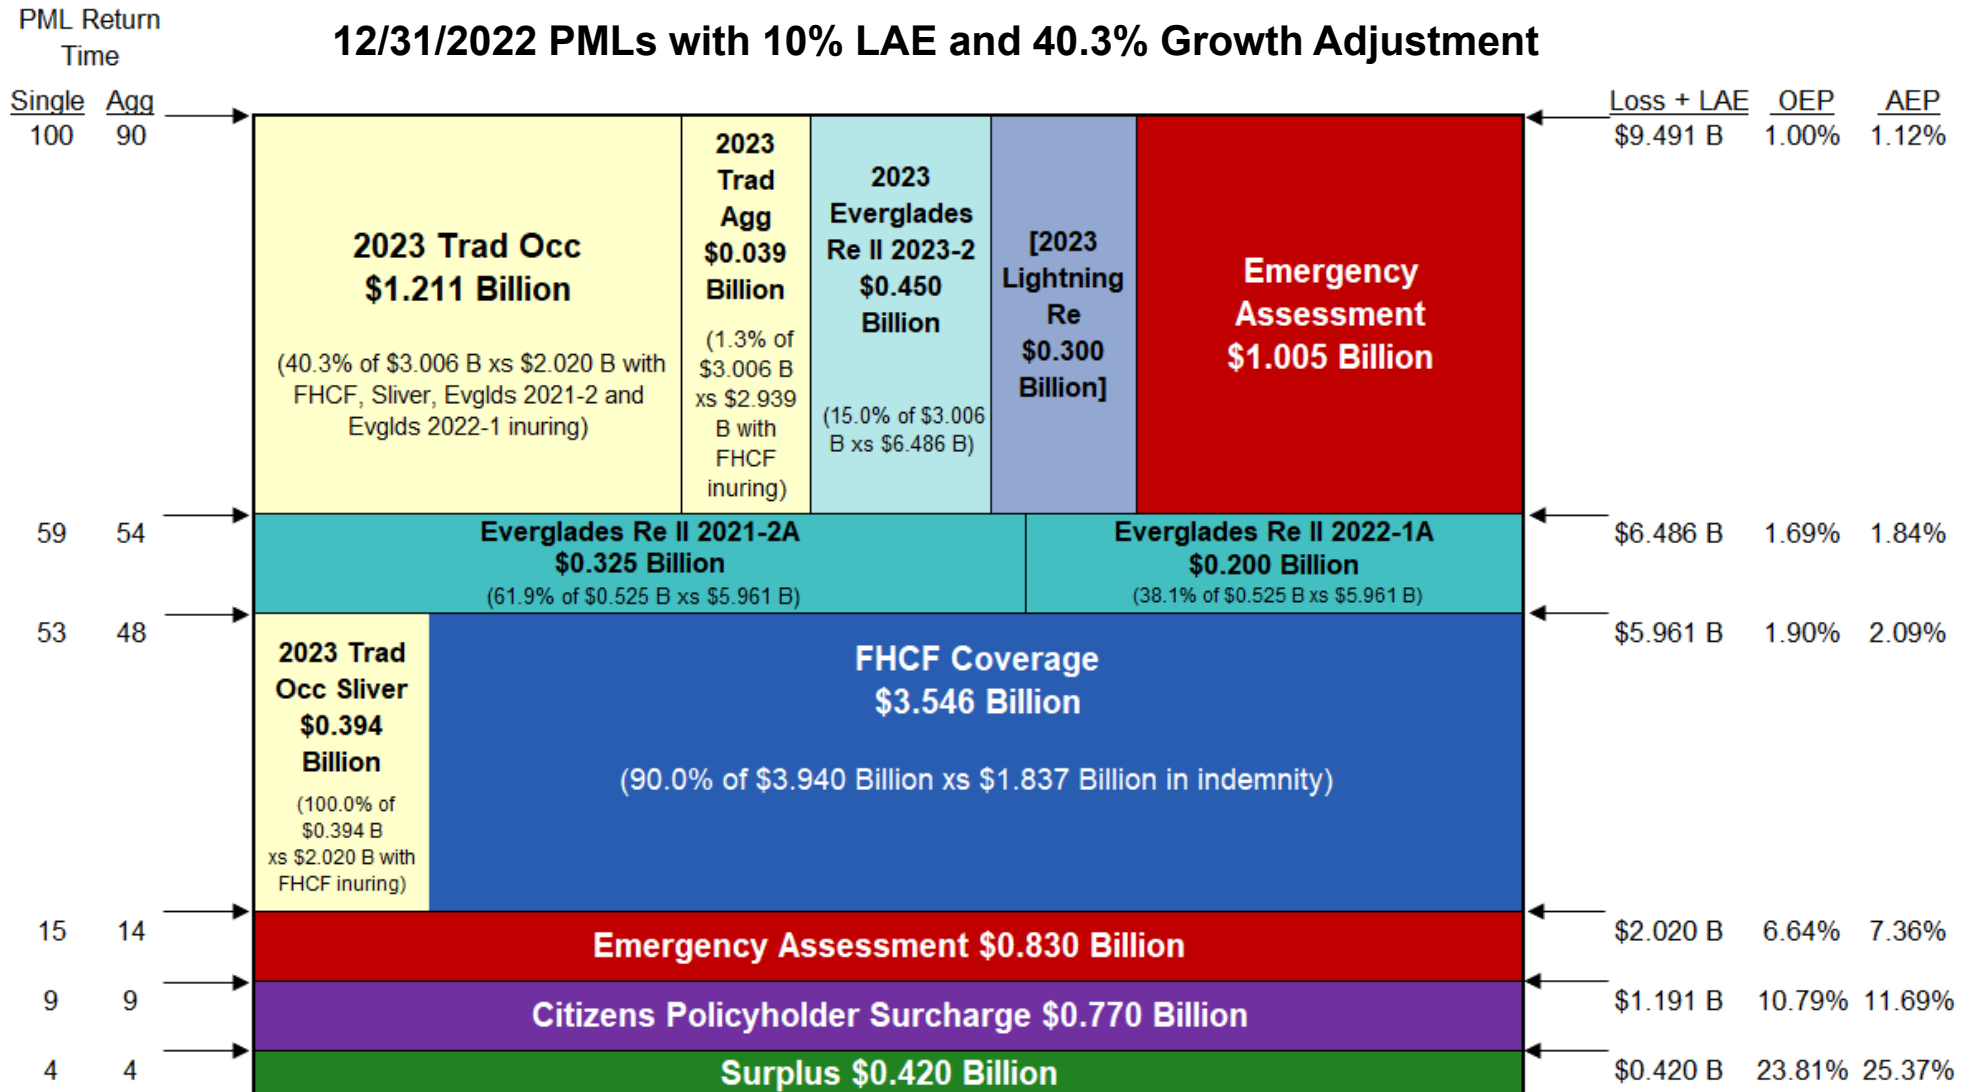 PML Return
Time
12/31/2022 PMLs with 10% LAE and 40.3% Growth Adjustment
Single Agg
100 90
Loss + LAE OEP AEP
$9.491 B 1.00% 1.12%
2023 Trad Occ
$1.211 Billion
(40.3% of $3.006 B xs $2.020 B with
FHCF, Sliver, Evglds 2021-2 and
Evglds 2022-1 inuring)
2023
Trad
Agg
$0.039
Billion
(1.3% of
$3.006 B
xs $2.939
B with
FHCF
inuring)
2023
Everglades
Re II 2023-2
$0.450
Billion
(15.0% of $3.006
B xs $6.486 B)
[2023
Lightning
Re
$0.300
Billion]
Emergency
Assessment
$1.005 Billion
59 54
Everglades Re II 2021-2A
$0.325 Billion
(61.9% of $0.525 B xs $5.961 B)
Everglades Re II 2022-1A
$0.200 Billion
(38.1% of $0.525 B xs $5.961 B)
$6.486 B 1.69% 1.84%
53 48
2023 Trad
Occ Sliver
$0.394
Billion
(100.0% of
$0.394 B
xs $2.020 B with
FHCF inuring)
FHCF Coverage
$3.546 Billion
(90.0% of $3.940 Billion xs $1.837 Billion in indemnity)
$5.961 B 1.90% 2.09%
15 14
Emergency Assessment $0.830 Billion
$2.020 B 6.64% 7.36%
9 9
Citizens Policyholder Surcharge $0.770 Billion
$1.191 B 10.79% 11.69%
4 4
Surplus $0.420 Billion
$0.420 B 23.81% 25.37%